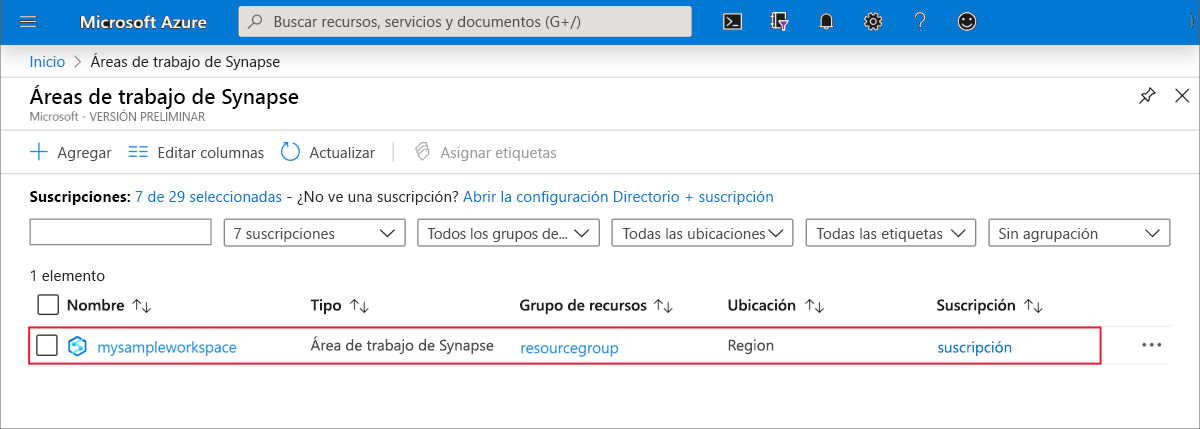 Microsoft Azure Buscar recursos, servicios y documentos (G+/)
Inicio > Áreas de trabajo de Synapse
Áreas de trabajo de Synapse
Microsoft - VERSIÓN PRELIMINAR
Agregar Editar columnas Actualizar Asignar etiquetas
Suscripciones: 7 de 29 seleccionadas - ¿No ve una suscripción? Abrir la configuración Directorio + suscripción
7 suscripciones Todos los grupos de... Todas las ubicaciones Todas las etiquetas Sin agrupación
1 elemento
Nombre Tipo Grupo de recursos Ubicación Suscripción
mysampleworkspace Área de trabajo de Synapse resourcegroup Region suscripción